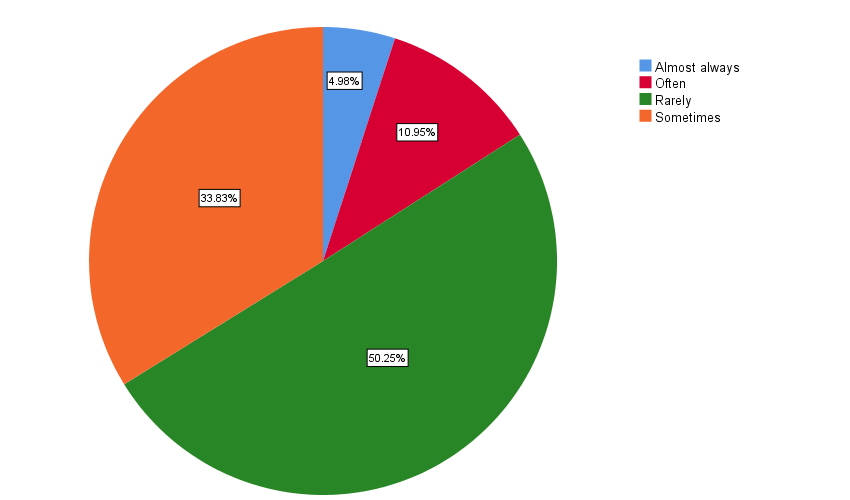 Almost always
Often
Rarely
Sometimes
4.98%
10.95%
33.83%
50.25%